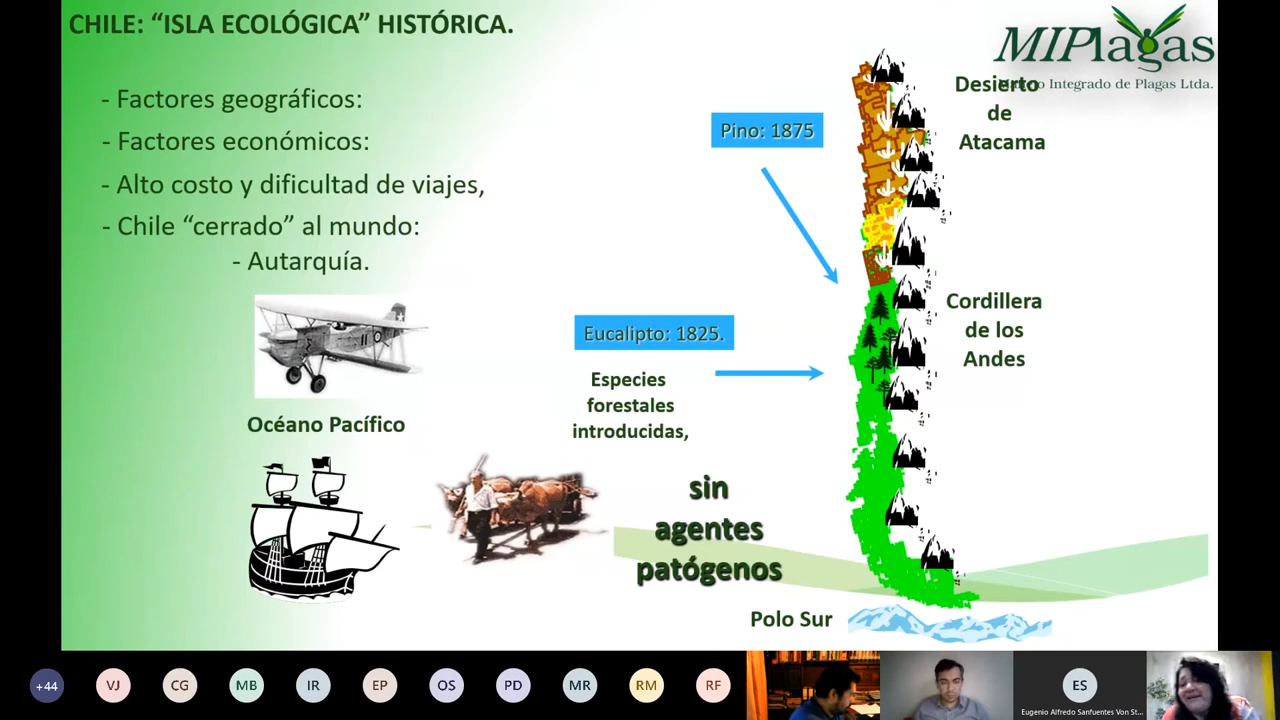 CHILE: “ISLA ECOLÓGICA” HISTÓRICA.
MIPlagas
Manejo Integrado de Plagas Ltda.
- Factores geográficos:
- Factores económicos:
- Alto costo y dificultad de viajes,
- Chile “cerrado” al mundo:
- Autarquía.
Pino: 1875
Desierto
de
Atacama
Eucalipto: 1825.
Especies
forestales
introducidas,
Cordillera
de los
Andes
Océano Pacífico
sin
agentes
patógenos
Polo Sur
+44
VJ
CG
MB
IR
EP
OS
PD
MR
RM
RF
ES
Eugenio Alfredo Sanfuentes Von St...